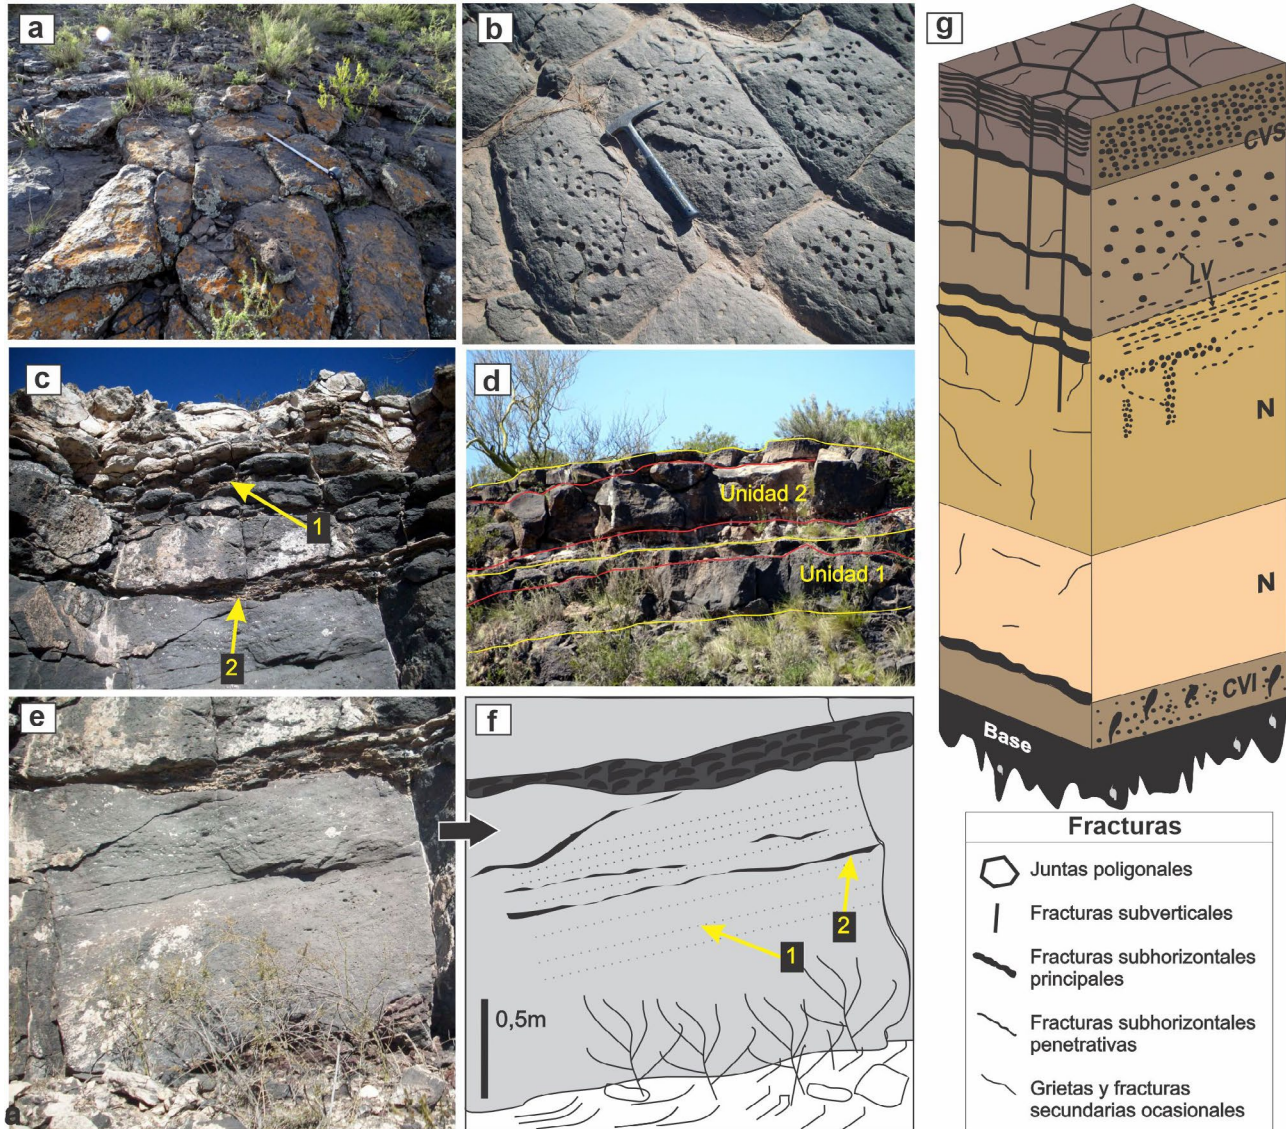 a
b
c
1
2
d
Unidad 2
Unidad 1
e
a
f
2
1
0,5m
g
CVS
LV
N
N
CVI
Base
Fracturas
Juntas poligonales
Fracturas subverticales
Fracturas subhorizontales
principales
Fracturas subhorizontales
penetrativas
Grietas y fracturas
secundarias ocasionales